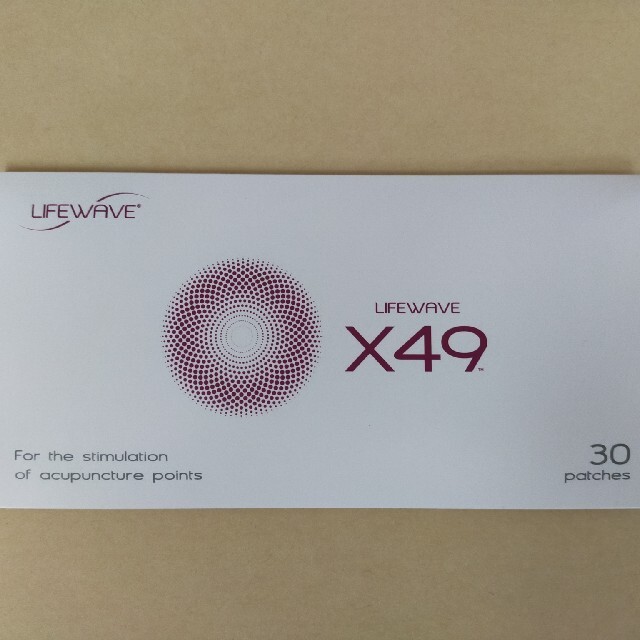 LIFEWAVE®
LIFEWAVE
X49™
For the stimulation
of acupuncture points
30
patches